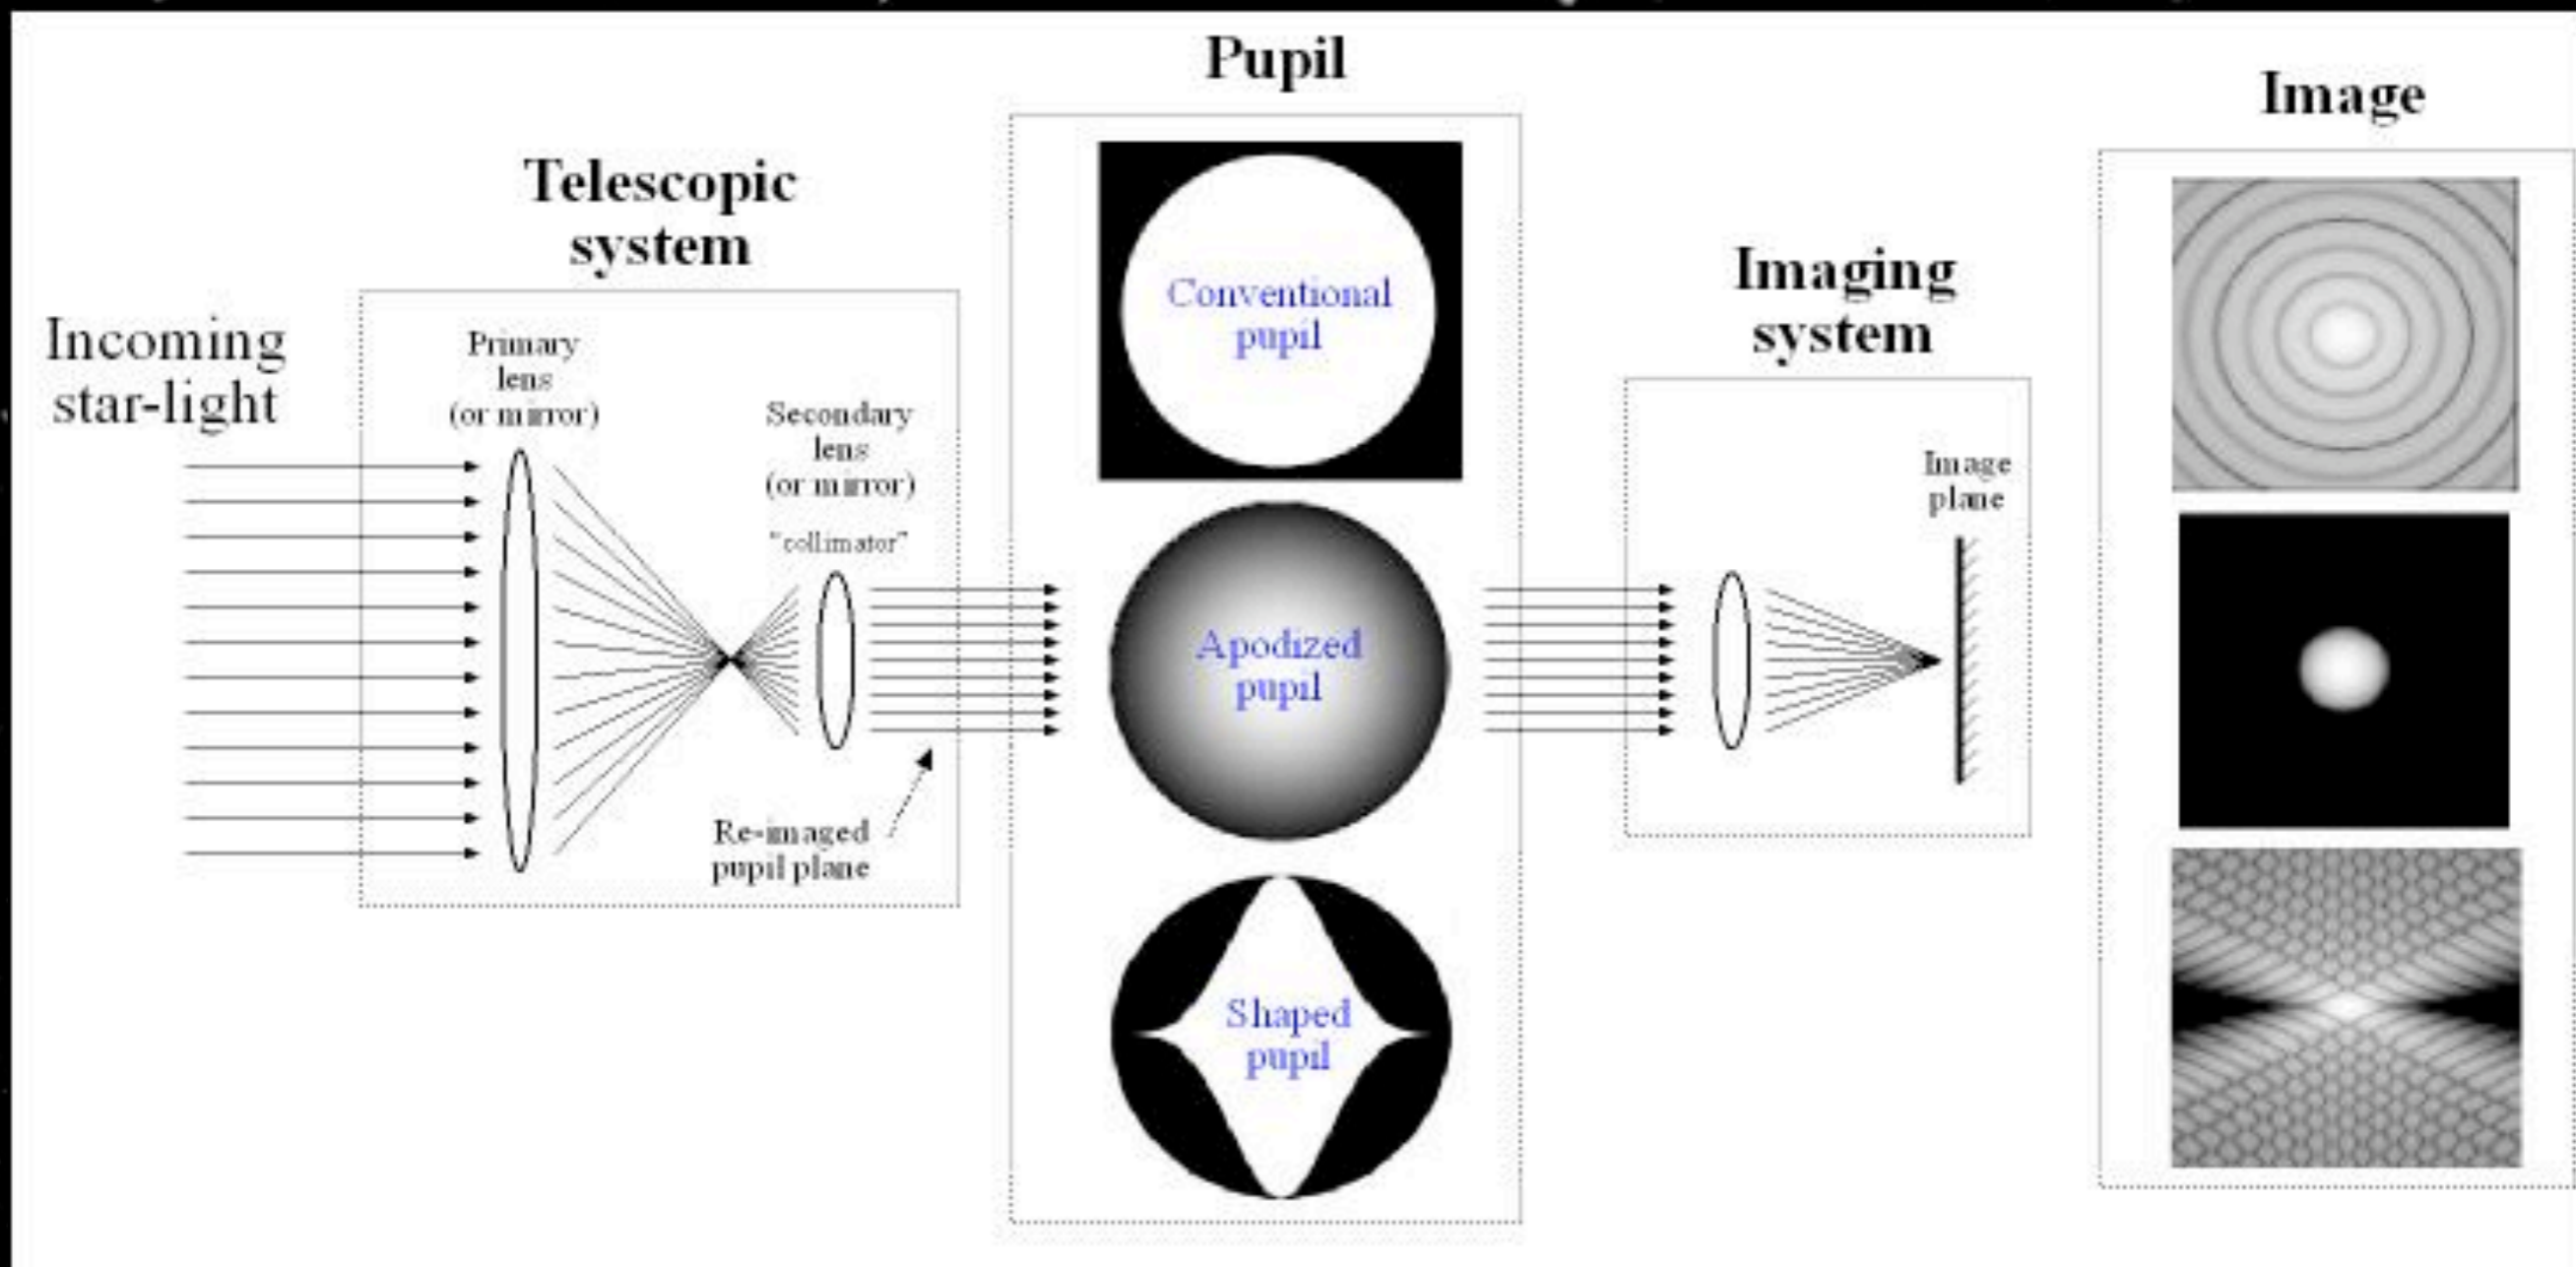 Incoming
star-light
Telescopic
system
Primary
lens
(or mirror)
Secondary
lens
(or mirror)
"collimator"
Re-imaged
pupil plane
Pupil
Conventional
pupil
Apodized
pupil
Shaped
pupil
Imaging
system
Image
plane
Image